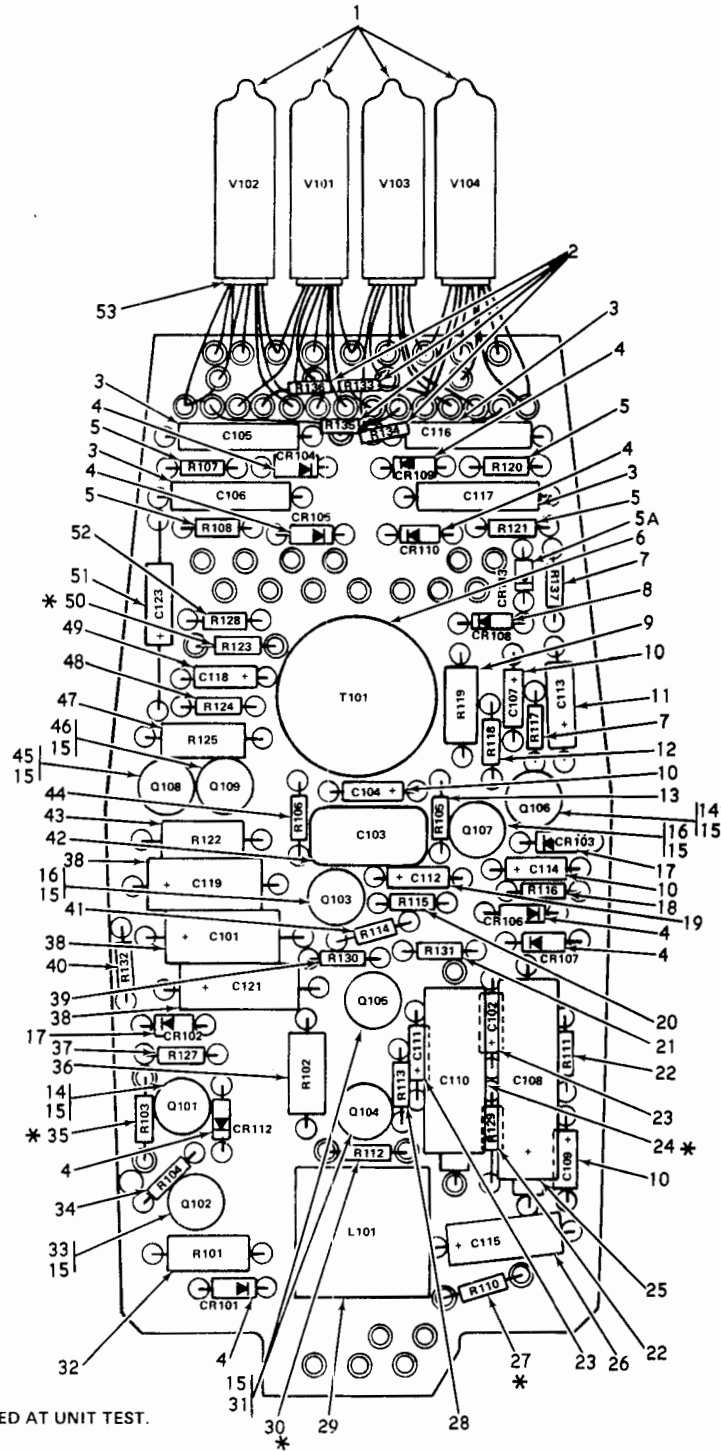 1
V102 V101 V103 V104
2
53
3
R136 R133
4
3
R135
4
C105 R134 C116
5 CR104 5
3 R107 CR109 R120
4 4
C106 C117 3
5 CR105 5
R108 R121
52 CR110 5A
CR113 6
51 R137 7
* C123 +
50 R128 8
R123 CR108
49 9
C118 + 10
48 T101
R124 R119 C107 + C113 + 11
47 R118 R117
46 R125 7
15
45 12
15 Q108 Q109 10
C104 + 13
44 R106 R105 Q106 14
15
43 C103 Q107 16
15
42 R122 CR103
38 17
+ C112 + C114 10
16
15 + C119 Q103 R116 18
R115 19
41 CR106 4
R114
38 + C101 CR107 4
40 R132 R130 R131
39 + C121
38 Q105 20
17 21
CR102 C102 +
37 R127 C111 + R111 22
36 R102 C110 C108
14
15 R113 23
Q101 24 *
R103 Q104 R129
* 35 CR112
4 + C109 + 10
R104 R112
34
Q102 L101
33
15 + C115
R101 25
R110
CR101
32 4 29 27 23 26 22
15
31 * 28
30
*
ED AT UNIT TEST.